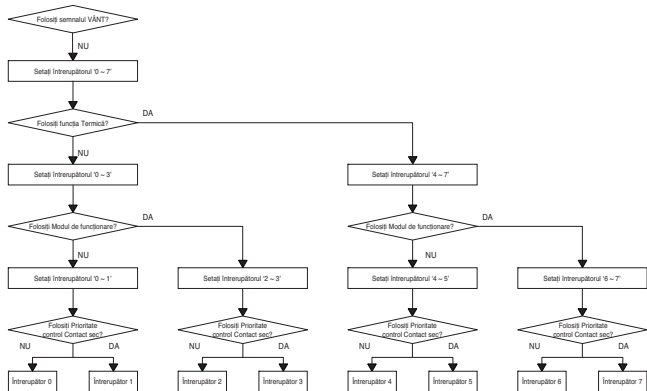 Folosiți semnalul VÂNT?
NU
Setați întrerupătorul '0 ~ 7'
DA
Folosiți funcția Termică?
NU
Setați întrerupătorul '0 ~ 3'
Setați întrerupătorul '4 ~ 7'
DA
DA
Folosiți Modul de funcționare?
Folosiți Modul de funcționare?
NU
NU
Setați întrerupătorul '0 ~ 1'
Setați întrerupătorul '2 ~ 3'
Setați întrerupătorul '4 ~ 5'
Setați întrerupătorul '6 ~ 7'
Folosiți Prioritate
control Contact sec?
Folosiți Prioritate
control Contact sec?
Folosiți Prioritate
control Contact sec?
Folosiți Prioritate
control Contact sec?
NU
DA
NU
DA
NU
DA
NU
DA
Întrerupător 0
Întrerupător 1
Întrerupător 2
Întrerupător 3
Întrerupător 4
Întrerupător 5
Întrerupător 6
Întrerupător 7